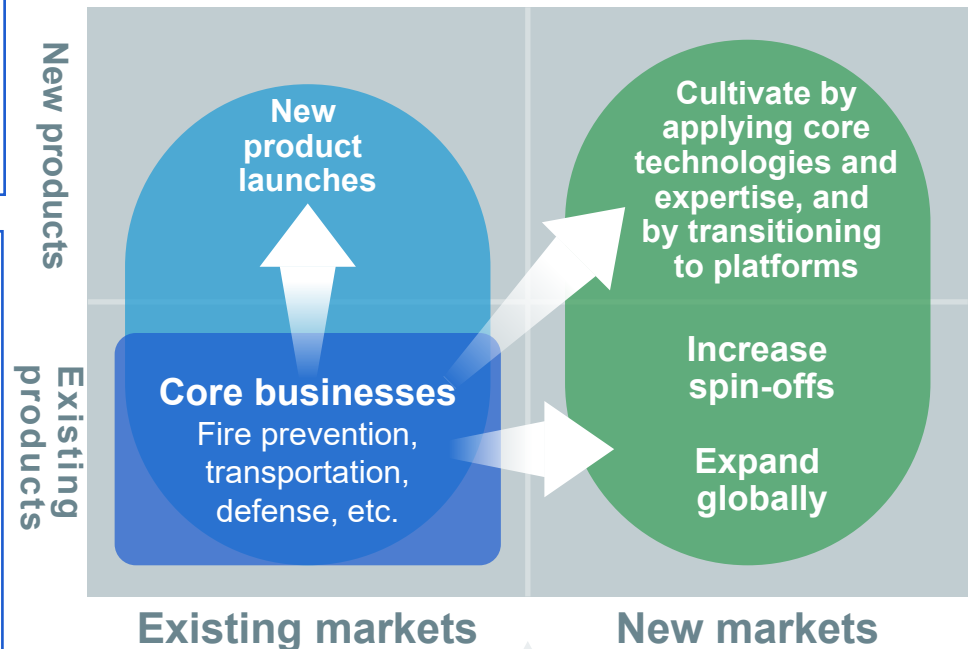 New products
New
product
launches
Cultivate by
applying core
technologies and
expertise, and
by transitioning
to platforms
Existing
products
Core businesses
Fire prevention,
transportation,
defense, etc.
Increase
spin-offs
Expand
globally
Existing markets
New markets